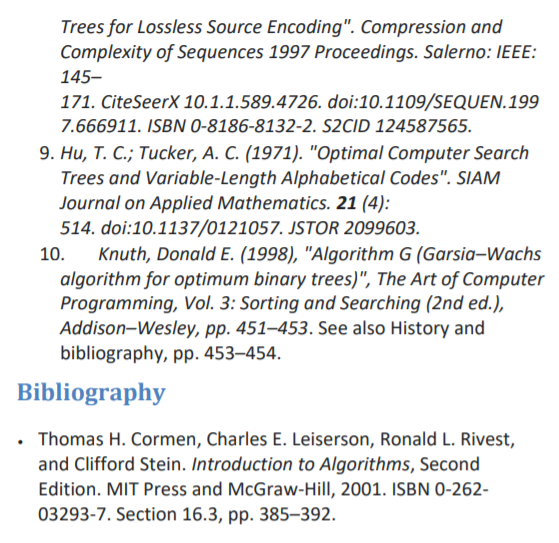 Trees for Lossless Source Encoding". Compression and
Complexity of Sequences 1997 Proceedings. Salerno: IEEE:
145–
171. CiteSeerX 10.1.1.589.4726. doi:10.1109/SEQUEN.199
7.666911. ISBN 0-8186-8132-2. S2CID 124587565.
9. Hu, T. C.; Tucker, A. C. (1971). "Optimal Computer Search
Trees and Variable-Length Alphabetical Codes". SIAM
Journal on Applied Mathematics. 21 (4):
514. doi:10.1137/0121057. JSTOR 2099603.
10. Knuth, Donald E. (1998), "Algorithm G (Garsia–Wachs
algorithm for optimum binary trees)", The Art of Computer
Programming, Vol. 3: Sorting and Searching (2nd ed.),
Addison–Wesley, pp. 451–453. See also History and
bibliography, pp. 453–454.
Bibliography
• Thomas H. Cormen, Charles E. Leiserson, Ronald L. Rivest,
and Clifford Stein. Introduction to Algorithms, Second
Edition. MIT Press and McGraw-Hill, 2001. ISBN 0-262-
03293-7. Section 16.3, pp. 385–392.